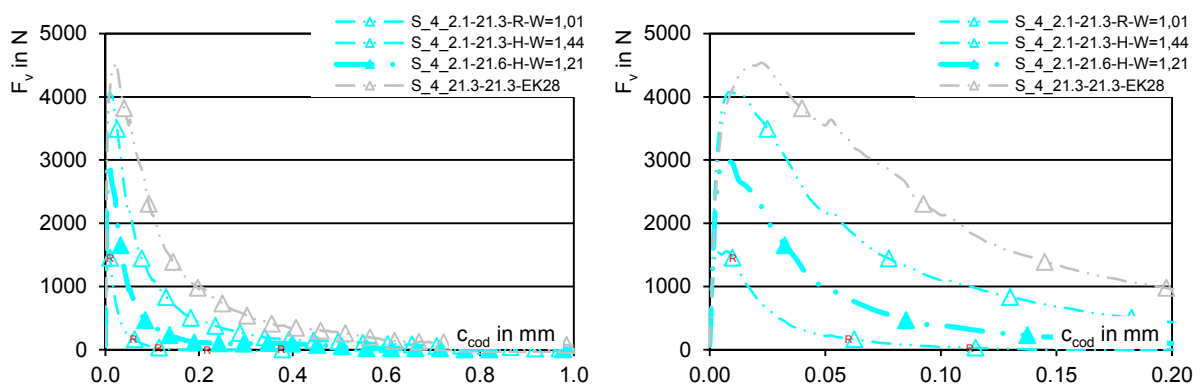 F_v in N
5000
4000
3000
2000
1000
0
S_4_2.1-21.3-R-W=1,01
S_4_2.1-21.3-H-W=1,44
S_4_2.1-21.6-H-W=1,21
S_4_21.3-21.3-EK28
R
R
R
R
R
c_cod in mm
0.0 0.2 0.4 0.6 0.8 1.0
F_v in N
5000
4000
3000
2000
1000
0
S_4_2.1-21.3-R-W=1,01
S_4_2.1-21.3-H-W=1,44
S_4_2.1-21.6-H-W=1,21
S_4_21.3-21.3-EK28
R
R
R
c_cod in mm
0.00 0.05 0.10 0.15 0.20